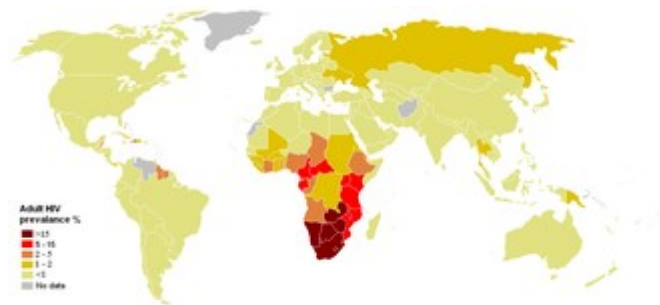 Adult HIV
prevalance %
>15
5 - 15
2 - 5
1 - 2
<1
No data